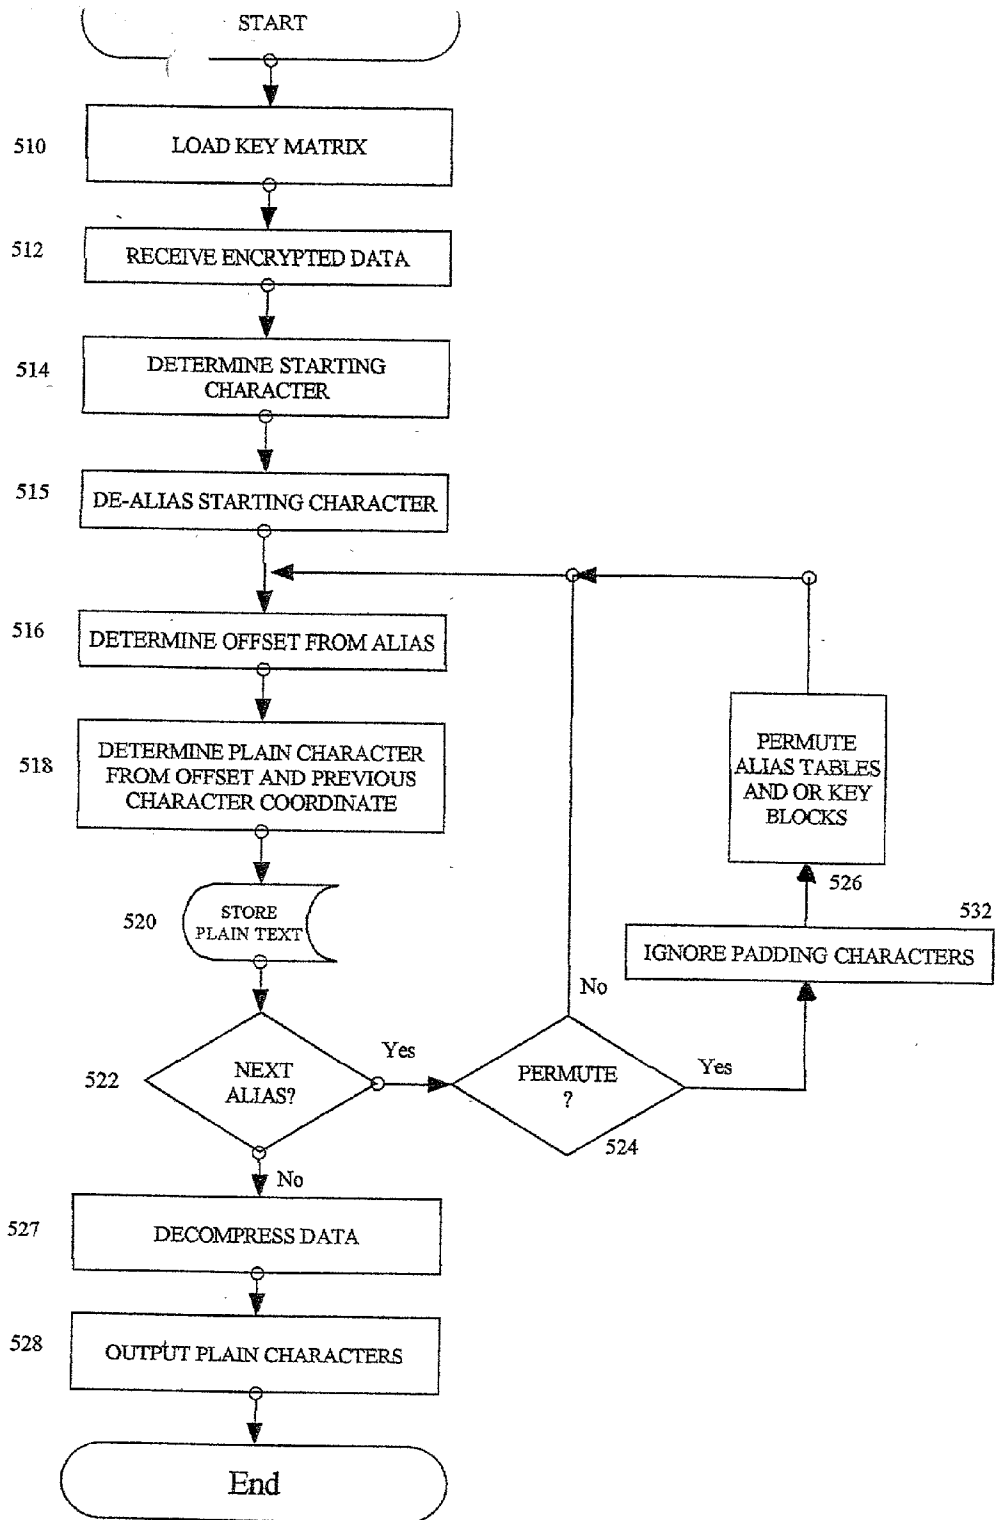 START
510
LOAD KEY MATRIX
512
RECEIVE ENCRYPTED DATA
514
DETERMINE STARTING
CHARACTER
515
DE-ALIAS STARTING CHARACTER
516
DETERMINE OFFSET FROM ALIAS
518
DETERMINE PLAIN CHARACTER
FROM OFFSET AND PREVIOUS
CHARACTER COORDINATE
PERMUTE
ALIAS TABLES
AND OR KEY
BLOCKS
526
520
STORE
PLAIN TEXT
532
IGNORE PADDING CHARACTERS
No
522
NEXT
ALIAS?
Yes
PERMUTE
?
524
Yes
No
527
DECOMPRESS DATA
528
OUTPUT PLAIN CHARACTERS
End